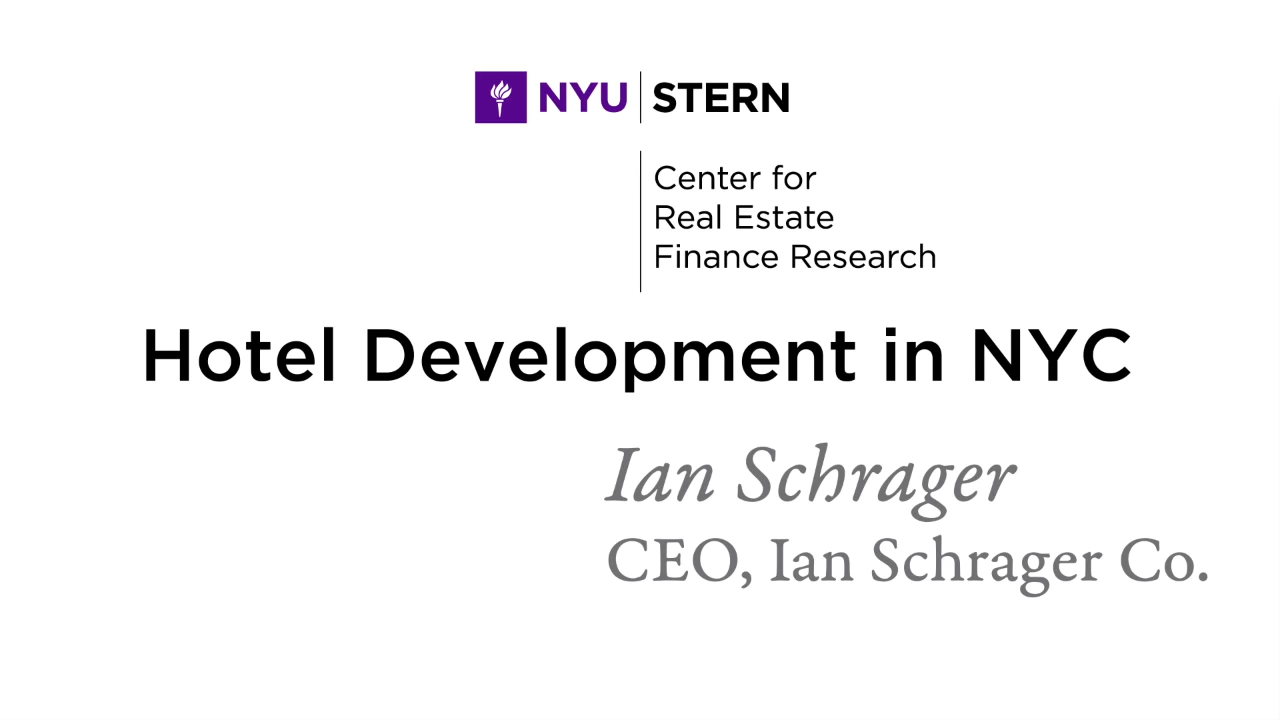 NYU STERN
Center for
Real Estate
Finance Research
Hotel Development in NYC
Ian Schrager
CEO, Ian Schrager Co.